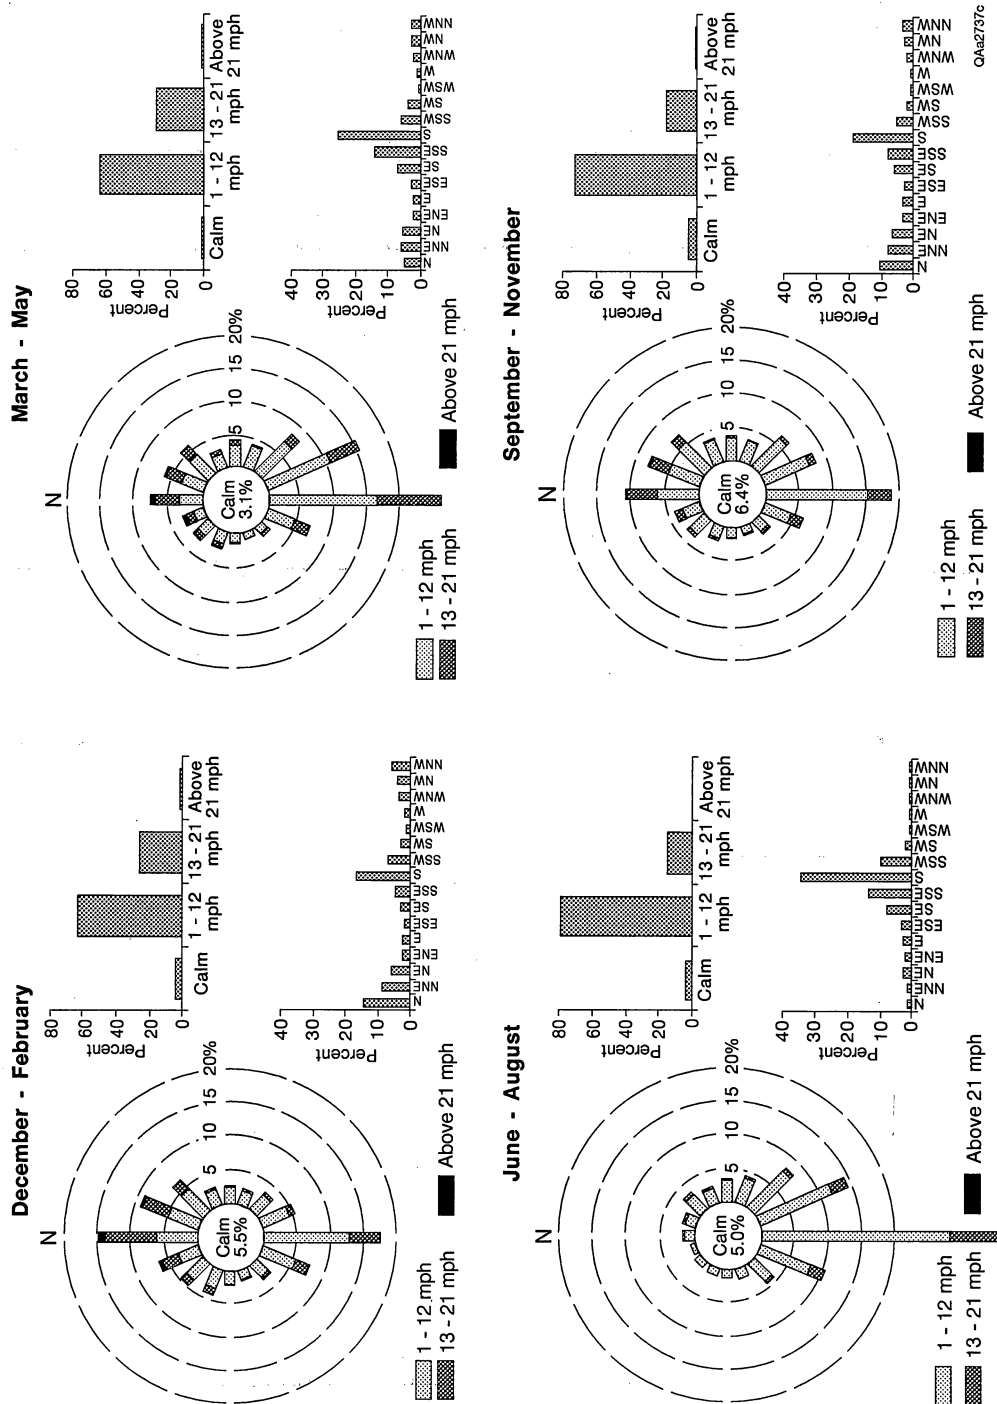 December - February
N
Calm
5.5%
5
10
15
20%
1 - 12 mph
13 - 21 mph
Above 21 mph
Percent
80
60
40
20
0
Calm
1 - 12
mph
13 - 21
mph
Above
21 mph
Percent
40
30
20
10
0
N
NNE
NE
ENE
E
ESE
SE
SSE
S
SSW
SW
WSW
W
WNW
NW
NNW
March - May
N
Calm
3.1%
5
10
15
20%
1 - 12 mph
13 - 21 mph
Above 21 mph
Percent
80
60
40
20
0
Calm
1 - 12
mph
13 - 21
mph
Above
21 mph
Percent
40
30
20
10
0
N
NNE
NE
ENE
E
ESE
SE
SSE
S
SSW
SW
WSW
W
WNW
NW
NNW
June - August
N
Calm
5.0%
5
10
15
20%
1 - 12 mph
13 - 21 mph
Above 21 mph
Percent
80
60
40
20
0
Calm
1 - 12
mph
13 - 21
mph
Above
21 mph
Percent
40
30
20
10
0
N
NNE
NE
ENE
E
ESE
SE
SSE
S
SSW
SW
WSW
W
WNW
NW
NNW
September - November
N
Calm
6.4%
5
10
15
20%
1 - 12 mph
13 - 21 mph
Above 21 mph
Percent
80
60
40
20
0
Calm
1 - 12
mph
13 - 21
mph
Above
21 mph
Percent
40
30
20
10
0
N
NNE
NE
ENE
E
ESE
SE
SSE
S
SSW
SW
WSW
W
WNW
NW
NNW
QAa2737c